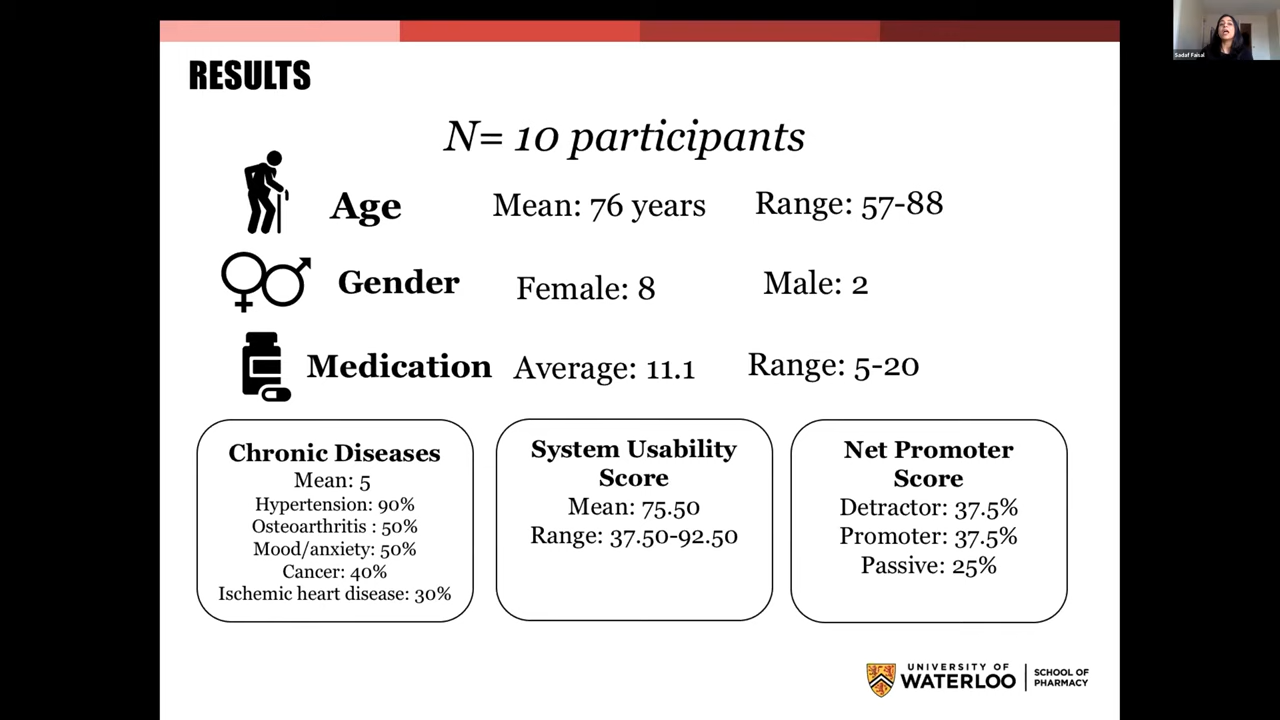 Sadaf Faisal
RESULTS
N= 10 participants
Age Mean: 76 years Range: 57-88
Gender Female: 8 Male: 2
Medication Average: 11.1 Range: 5-20
Chronic Diseases
Mean: 5
Hypertension: 90%
Osteoarthritis : 50%
Mood/anxiety: 50%
Cancer: 40%
Ischemic heart disease: 30%
System Usability
Score
Mean: 75.50
Range: 37.50-92.50
Net Promoter
Score
Detractor: 37.5%
Promoter: 37.5%
Passive: 25%
UNIVERSITY OF
WATERLOO
SCHOOL OF
PHARMACY